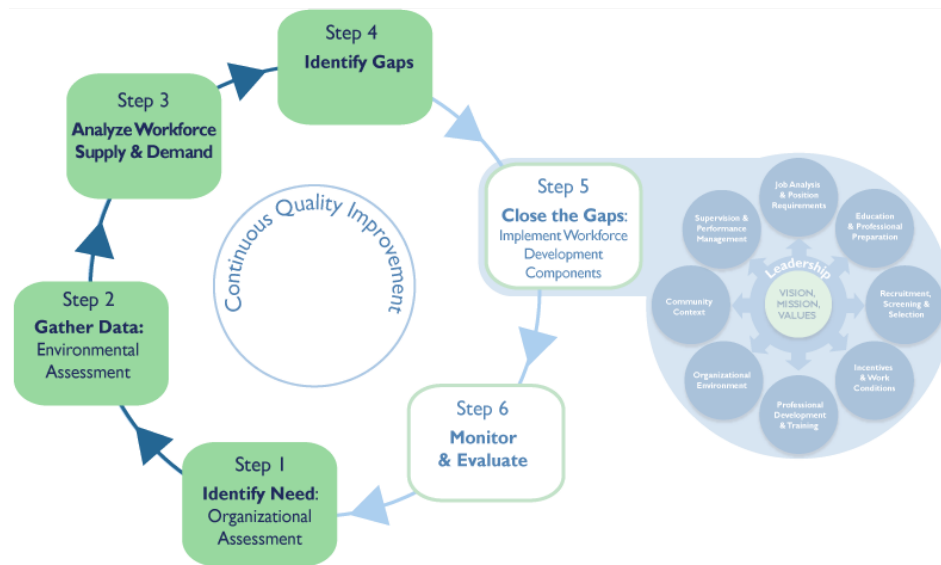 Step 1
Identify Need:
Organizational
Assessment
Step 2
Gather Data:
Environmental
Assessment
Step 3
Analyze Workforce
Supply & Demand
Step 4
Identify Gaps
Step 5
Close the Gaps:
Implement Workforce
Development
Components
Step 6
Monitor
& Evaluate
Continuous Quality Improvement
Leadership
VISION,
MISSION,
VALUES
Job Analysis
& Position
Requirements
Education
& Professional
Preparation
Recruitment,
Screening &
Selection
Incentives
& Work
Conditions
Professional
Development
& Training
Organizational
Environment
Community
Context
Supervision &
Performance
Management